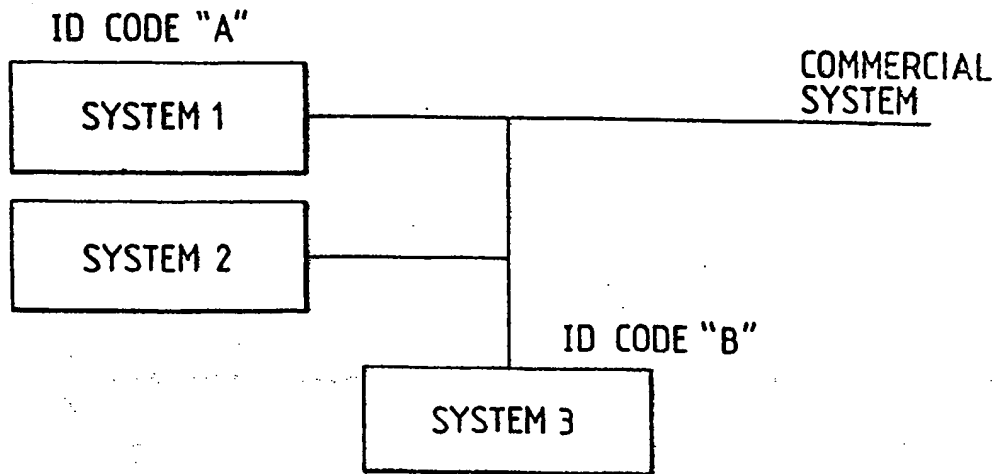 ID CODE "A"
SYSTEM 1
COMMERCIAL
SYSTEM
SYSTEM 2
ID CODE "B"
SYSTEM 3